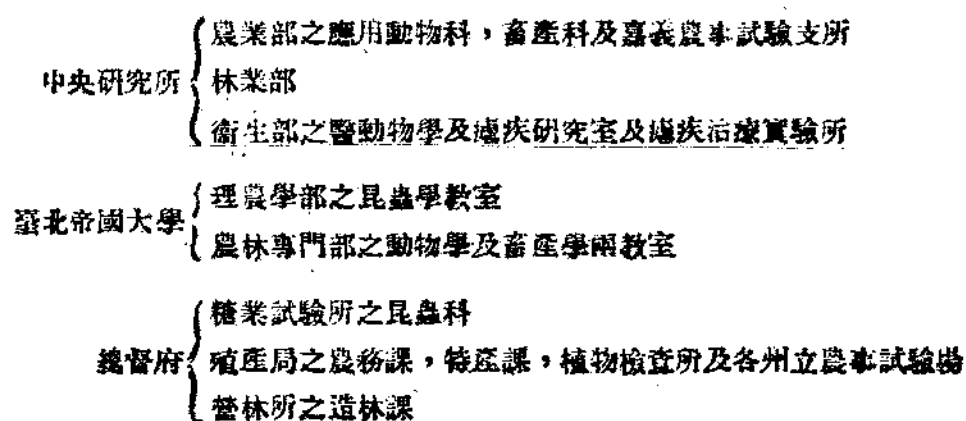 中央研究所
農業部之應用動物科，畜產科及嘉義農事試驗支所
林業部
衞生部之醫動物學及瘧疾研究室及瘧疾治療實驗所
臺北帝國大學
理農學部之昆蟲學教室
農林專門部之動物學及畜產學兩教室
總督府
糖業試驗所之昆蟲科
殖產局之農務課，特產課，植物檢查所及各州立農事試驗場
營林所之造林課